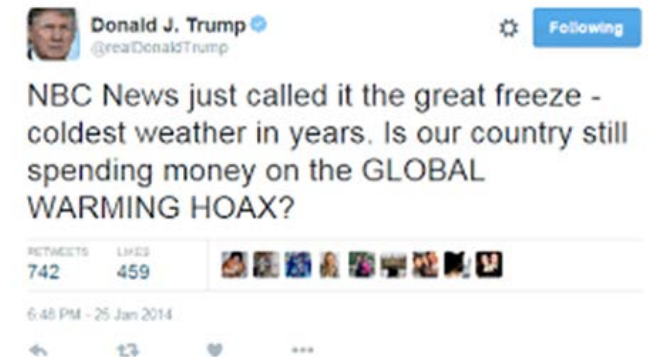 Donald J. Trump
@realDonaldTrump
Following
NBC News just called it the great freeze -
coldest weather in years. Is our country still
spending money on the GLOBAL
WARMING HOAX?
RETWEETS LIKES
742 459
6:48 PM - 25 Jan 2014